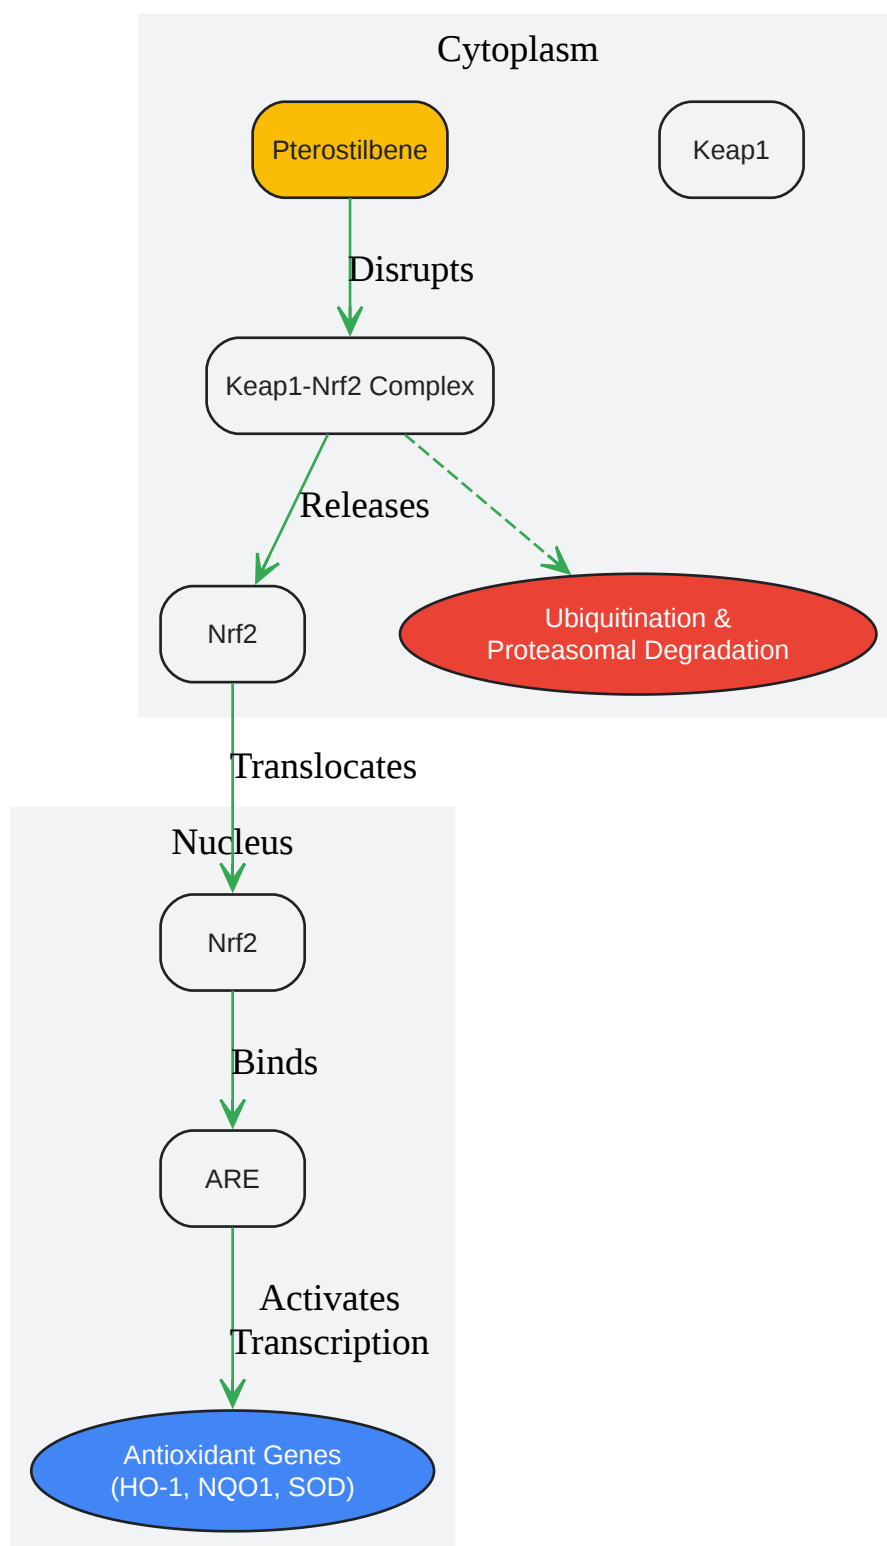 Cytoplasm
Pterostilbene
Keap1
Disrupts
Keap1-Nrf2 Complex
Releases
Nrf2
Ubiquitination &
Proteasomal Degradation
Translocates
Nucleus
Nrf2
Binds
ARE
Activates
Transcription
Antioxidant Genes
(HO-1, NQO1, SOD)